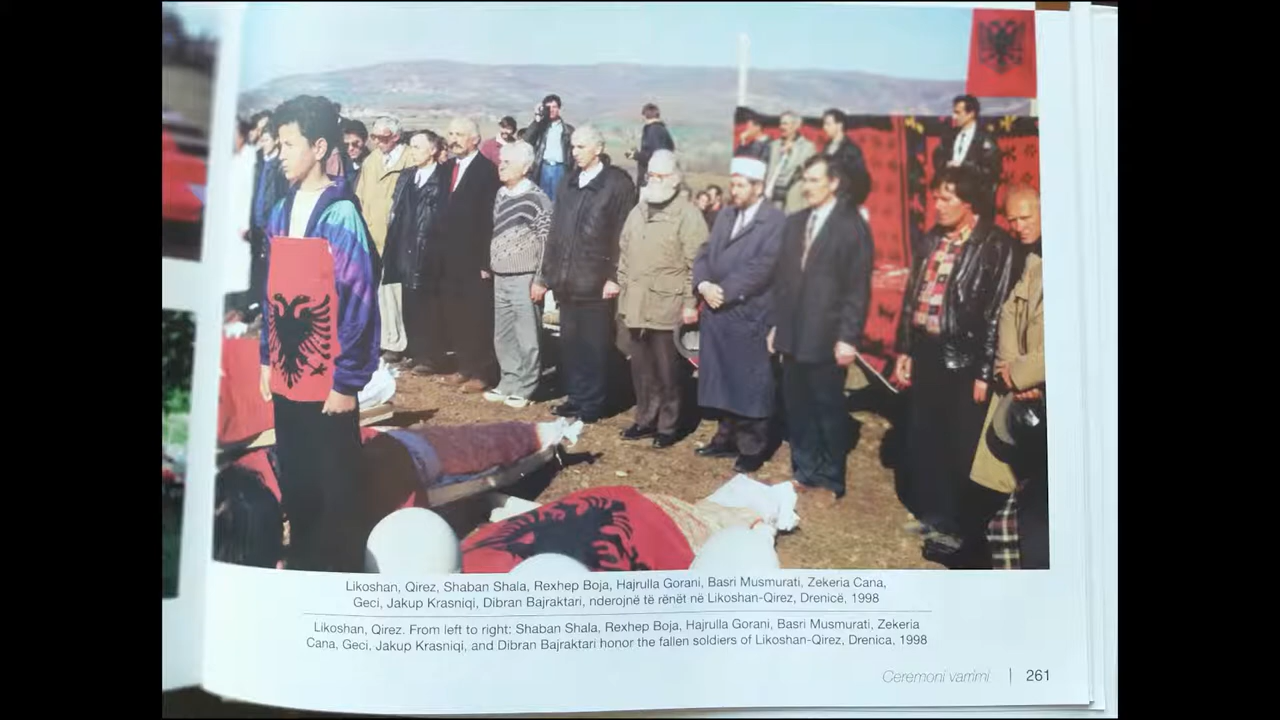 Likoshan, Qirez, Shaban Shala, Rexhep Boja, Hajrulla Gorani, Basri Musmurati, Zekeria Cana,
Geci, Jakup Krasniqi, Dibran Bajraktari, nderojnë të rënët në Likoshan-Qirez, Drenicë, 1998
Likoshan, Qirez. From left to right: Shaban Shala, Rexhep Boja, Hajrulla Gorani, Basri Musmurati, Zekeria
Cana, Geci, Jakup Krasniqi, and Dibran Bajraktari honor the fallen soldiers of Likoshan-Qirez, Drenica, 1998
Ceremoni varrimi | 261